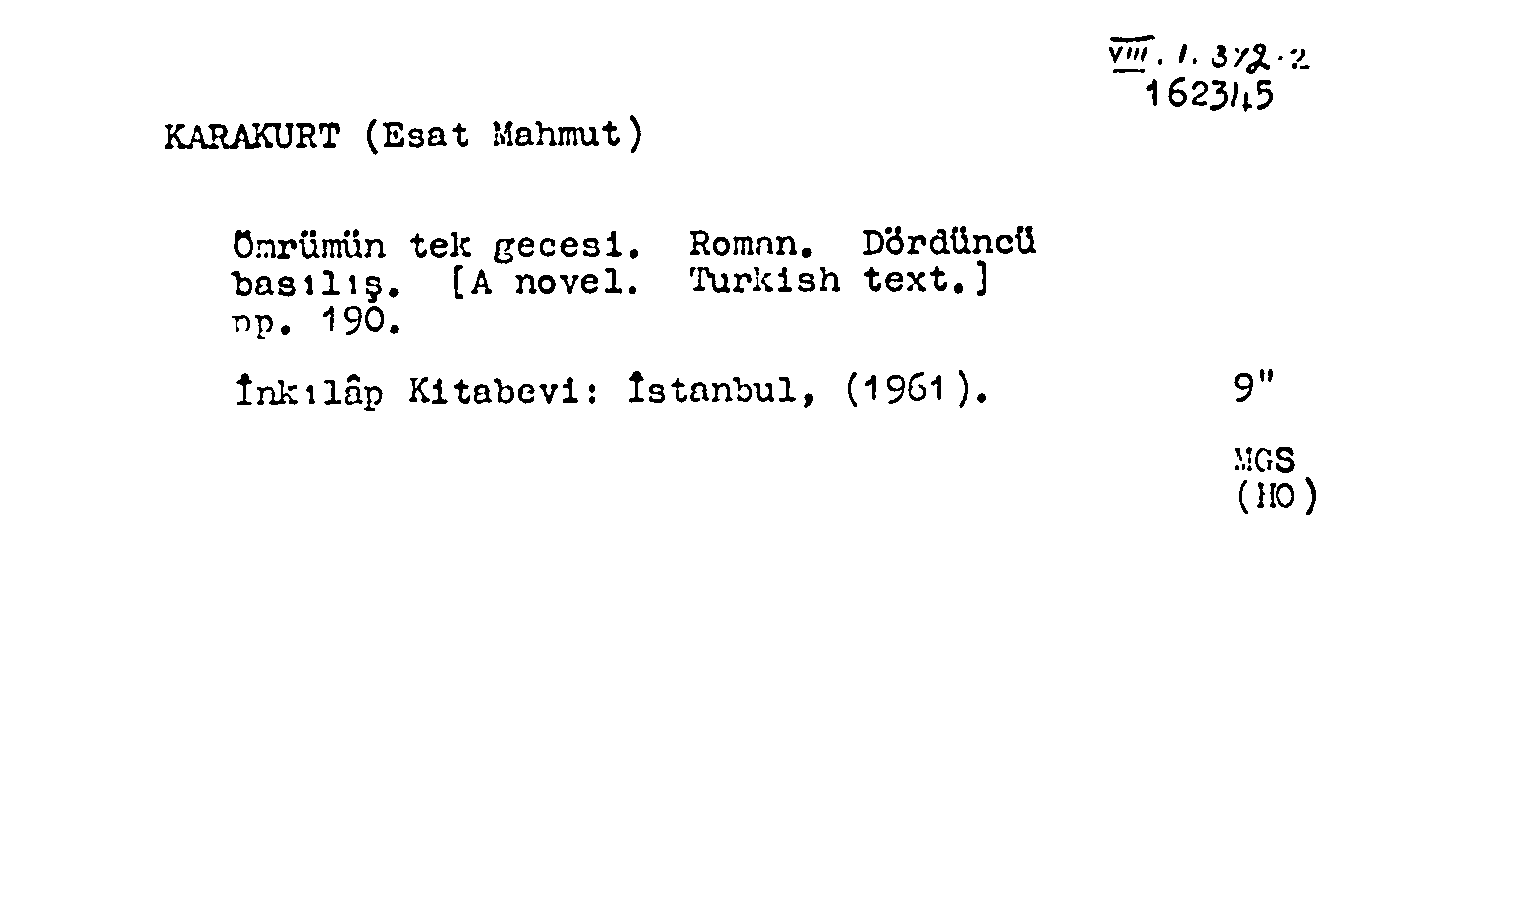 VIII. 1. 372.2
162345
KARAKURT (Esat Mahmut)
Ömrümün tek gecesi. Roman. Dördüncü
basılış. [A novel. Turkish text.]
pp. 190.
İnkılâp Kitabevi: İstanbul, (1961). 9"
MGS
(HO)